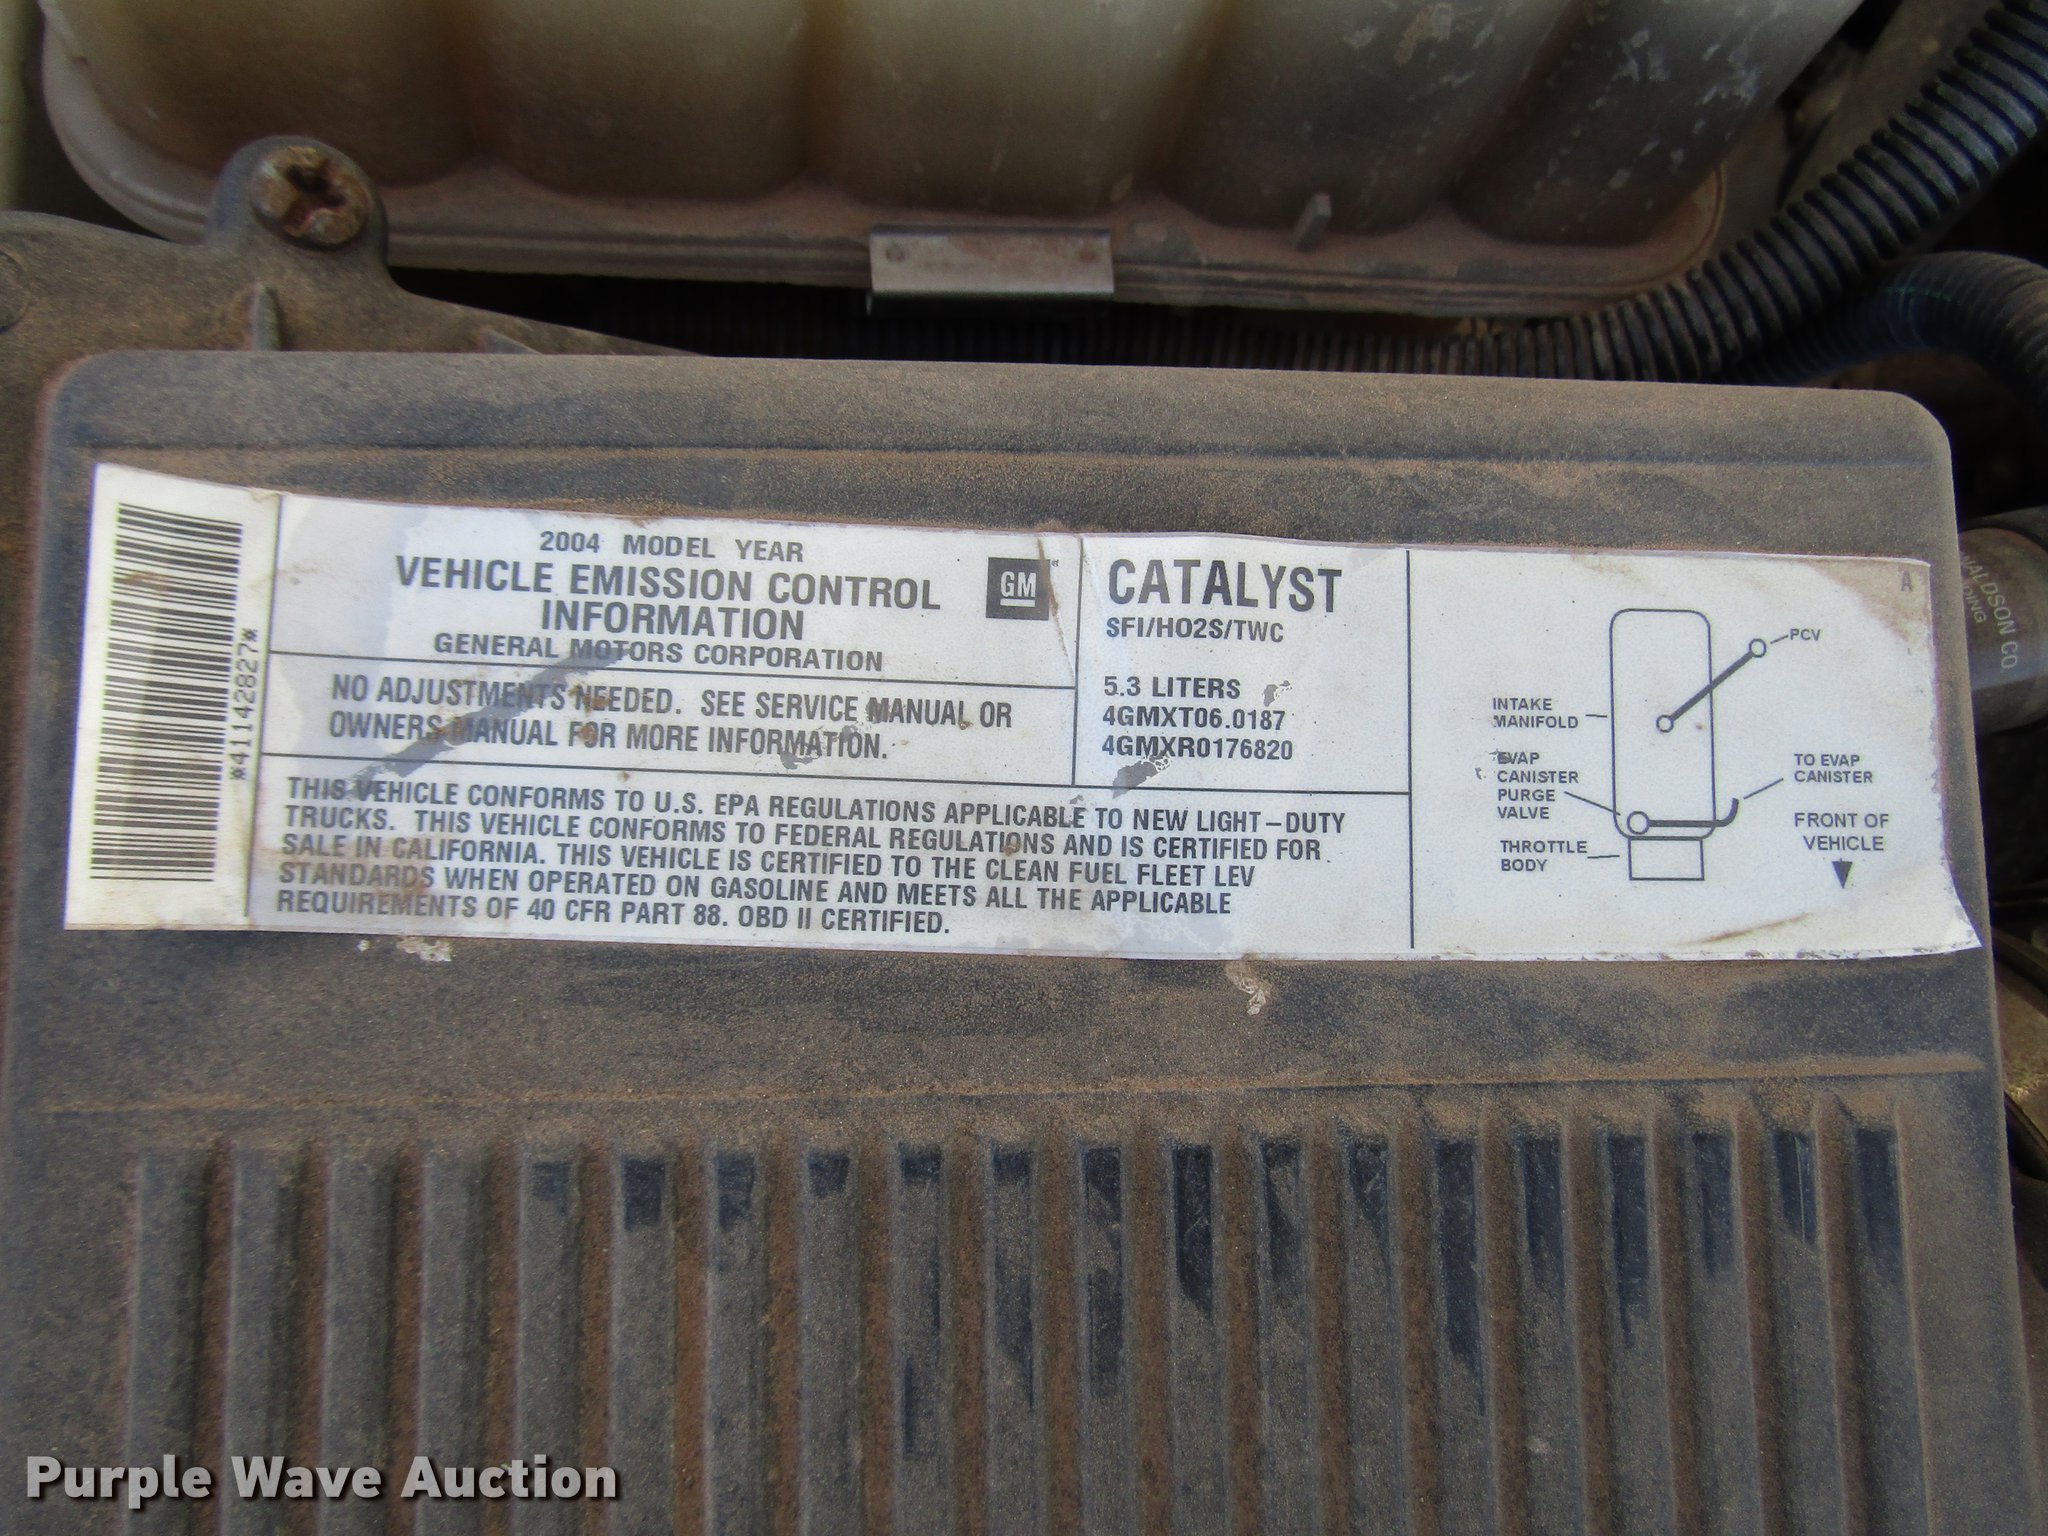 *41142827*
2004 MODEL YEAR
VEHICLE EMISSION CONTROL
INFORMATION
GENERAL MOTORS CORPORATION
GM
NO ADJUSTMENTS NEEDED. SEE SERVICE MANUAL OR
OWNERS MANUAL FOR MORE INFORMATION.
CATALYST
SFI/HO2S/TWC
5.3 LITERS
4GMXT06.0187
4GMXR0176820
THIS VEHICLE CONFORMS TO U.S. EPA REGULATIONS APPLICABLE TO NEW LIGHT-DUTY
TRUCKS. THIS VEHICLE CONFORMS TO FEDERAL REGULATIONS AND IS CERTIFIED FOR
SALE IN CALIFORNIA. THIS VEHICLE IS CERTIFIED TO THE CLEAN FUEL FLEET LEV
STANDARDS WHEN OPERATED ON GASOLINE AND MEETS ALL THE APPLICABLE
REQUIREMENTS OF 40 CFR PART 88. OBD II CERTIFIED.
A
PCV
INTAKE
MANIFOLD
EVAP
CANISTER
PURGE
VALVE
THROTTLE
BODY
TO EVAP
CANISTER
FRONT OF
VEHICLE
CO.
Purple Wave Auction